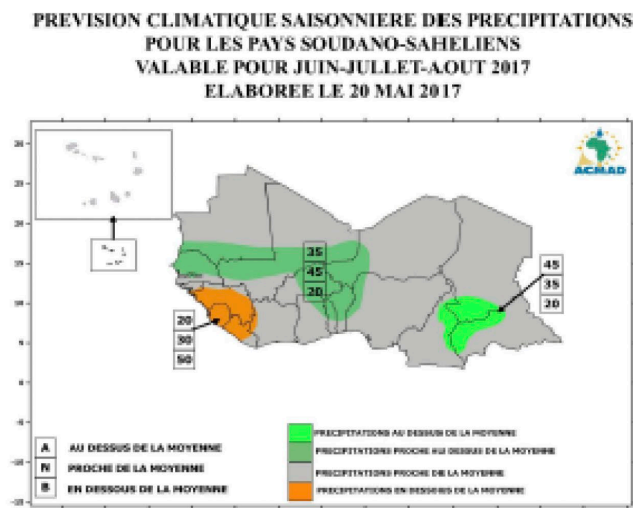 PREVISION CLIMATIQUE SAISONNIERE DES PRECIPITATIONS
POUR LES PAYS SOUDANO-SAHELIENS
VALABLE POUR JUIN-JULLET-AOUT 2017
ELABOREE LE 20 MAI 2017
ACMAD
35
45
20
45
35
20
20
30
50
A AU DESSUS DE LA MOYENNE
N PROCHE DE LA MOYENNE
B EN DESSOUS DE LA MOYENNE
PRECIPITATIONS AU DESSUS DE LA MOYENNE
PRECIPITATIONS PROCHE AU DESSUS DE LA MOYENNE
PRECIPITATIONS PROCHE DE LA MOYENNE
PRECIPITATIONS EN DESSOUS DE LA MOYENNE